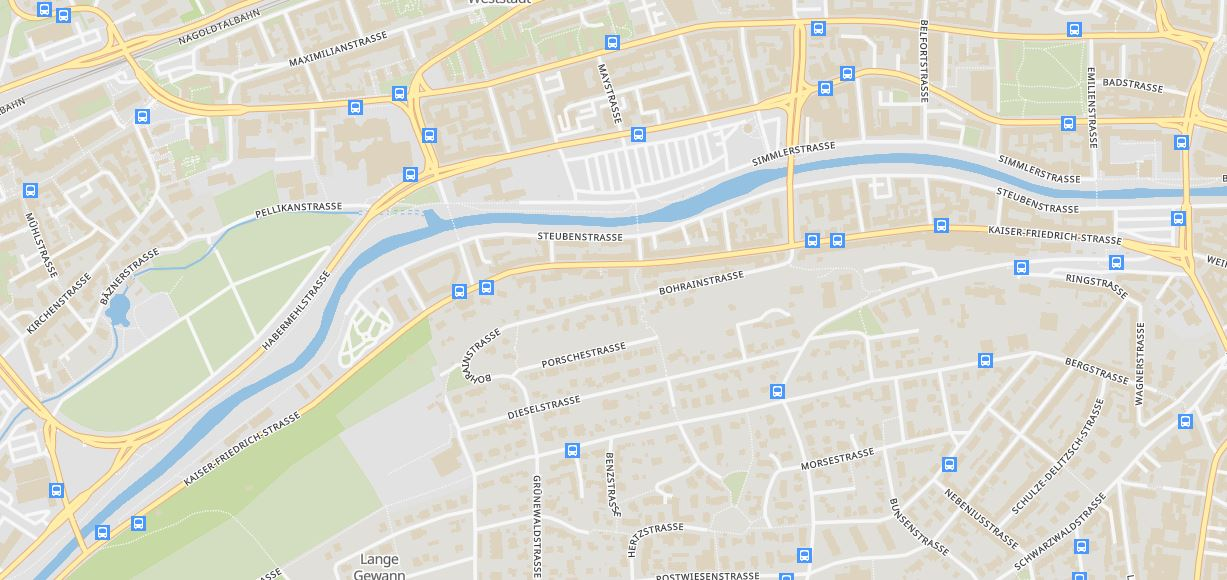 Weststadt
NAGOLDTALBAHN
MAXIMILIANSTRASSE
BELFORTSTRASSE
MAYSTRASSE
EMILIENSTRASSE
BADSTRASSE
SIMMLERSTRASSE
SIMMLERSTRASSE
STEUBENSTRASSE
PELLIKANSTRASSE
MÜHLSTRASSE
STEUBENSTRASSE
KAISER-FRIEDRICH-STRASSE
BÄZNERSTRASSE
KIRCHENSTRASSE
HABERMEHLSTRASSE
BOHRAINSTRASSE
RINGSTRASSE
BOHRAINSTRASSE
PORSCHESTRASSE
WAGNERSTRASSE
BERGSTRASSE
DIESELSTRASSE
KAISER-FRIEDRICH-STRASSE
SCHULZE-DELITZSCH-STRASSE
MORSESTRASSE
BENZSTRASSE
GRÜNEWALDSTRASSE
NEBENIUSSTRASSE
BUNSENSTRASSE
SCHWARZWALDSTRASSE
HERTZSTRASSE
Lange
Gewann
ROSTWIESENSTRASSE